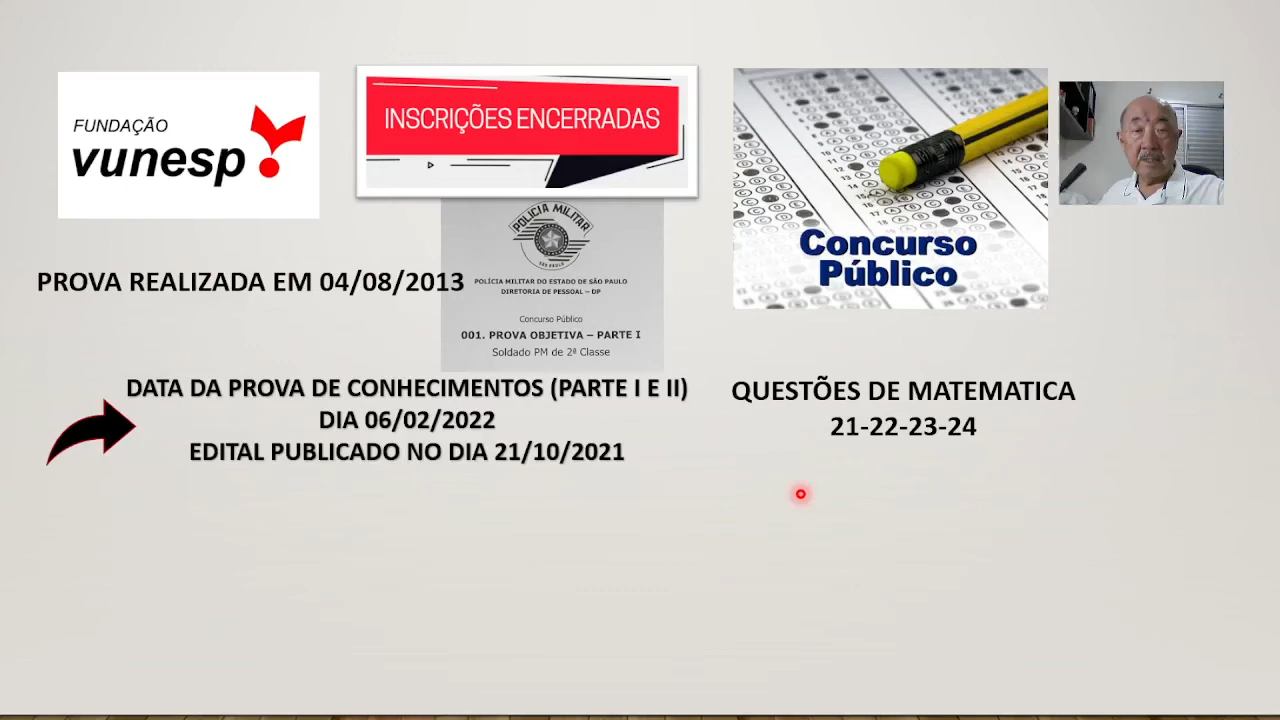 FUNDAÇÃO
vunesp
INSCRIÇÕES ENCERRADAS
POLÍCIA MILITAR
SÃO PAULO
POLÍCIA MILITAR DO ESTADO DE SÃO PAULO
DIRETORIA DE PESSOAL – DP
Concurso Público
001. PROVA OBJETIVA – PARTE I
Soldado PM de 2ª Classe
Concurso
Público
PROVA REALIZADA EM 04/08/2013
DATA DA PROVA DE CONHECIMENTOS (PARTE I E II)
DIA 06/02/2022
EDITAL PUBLICADO NO DIA 21/10/2021
QUESTÕES DE MATEMATICA
21-22-23-24